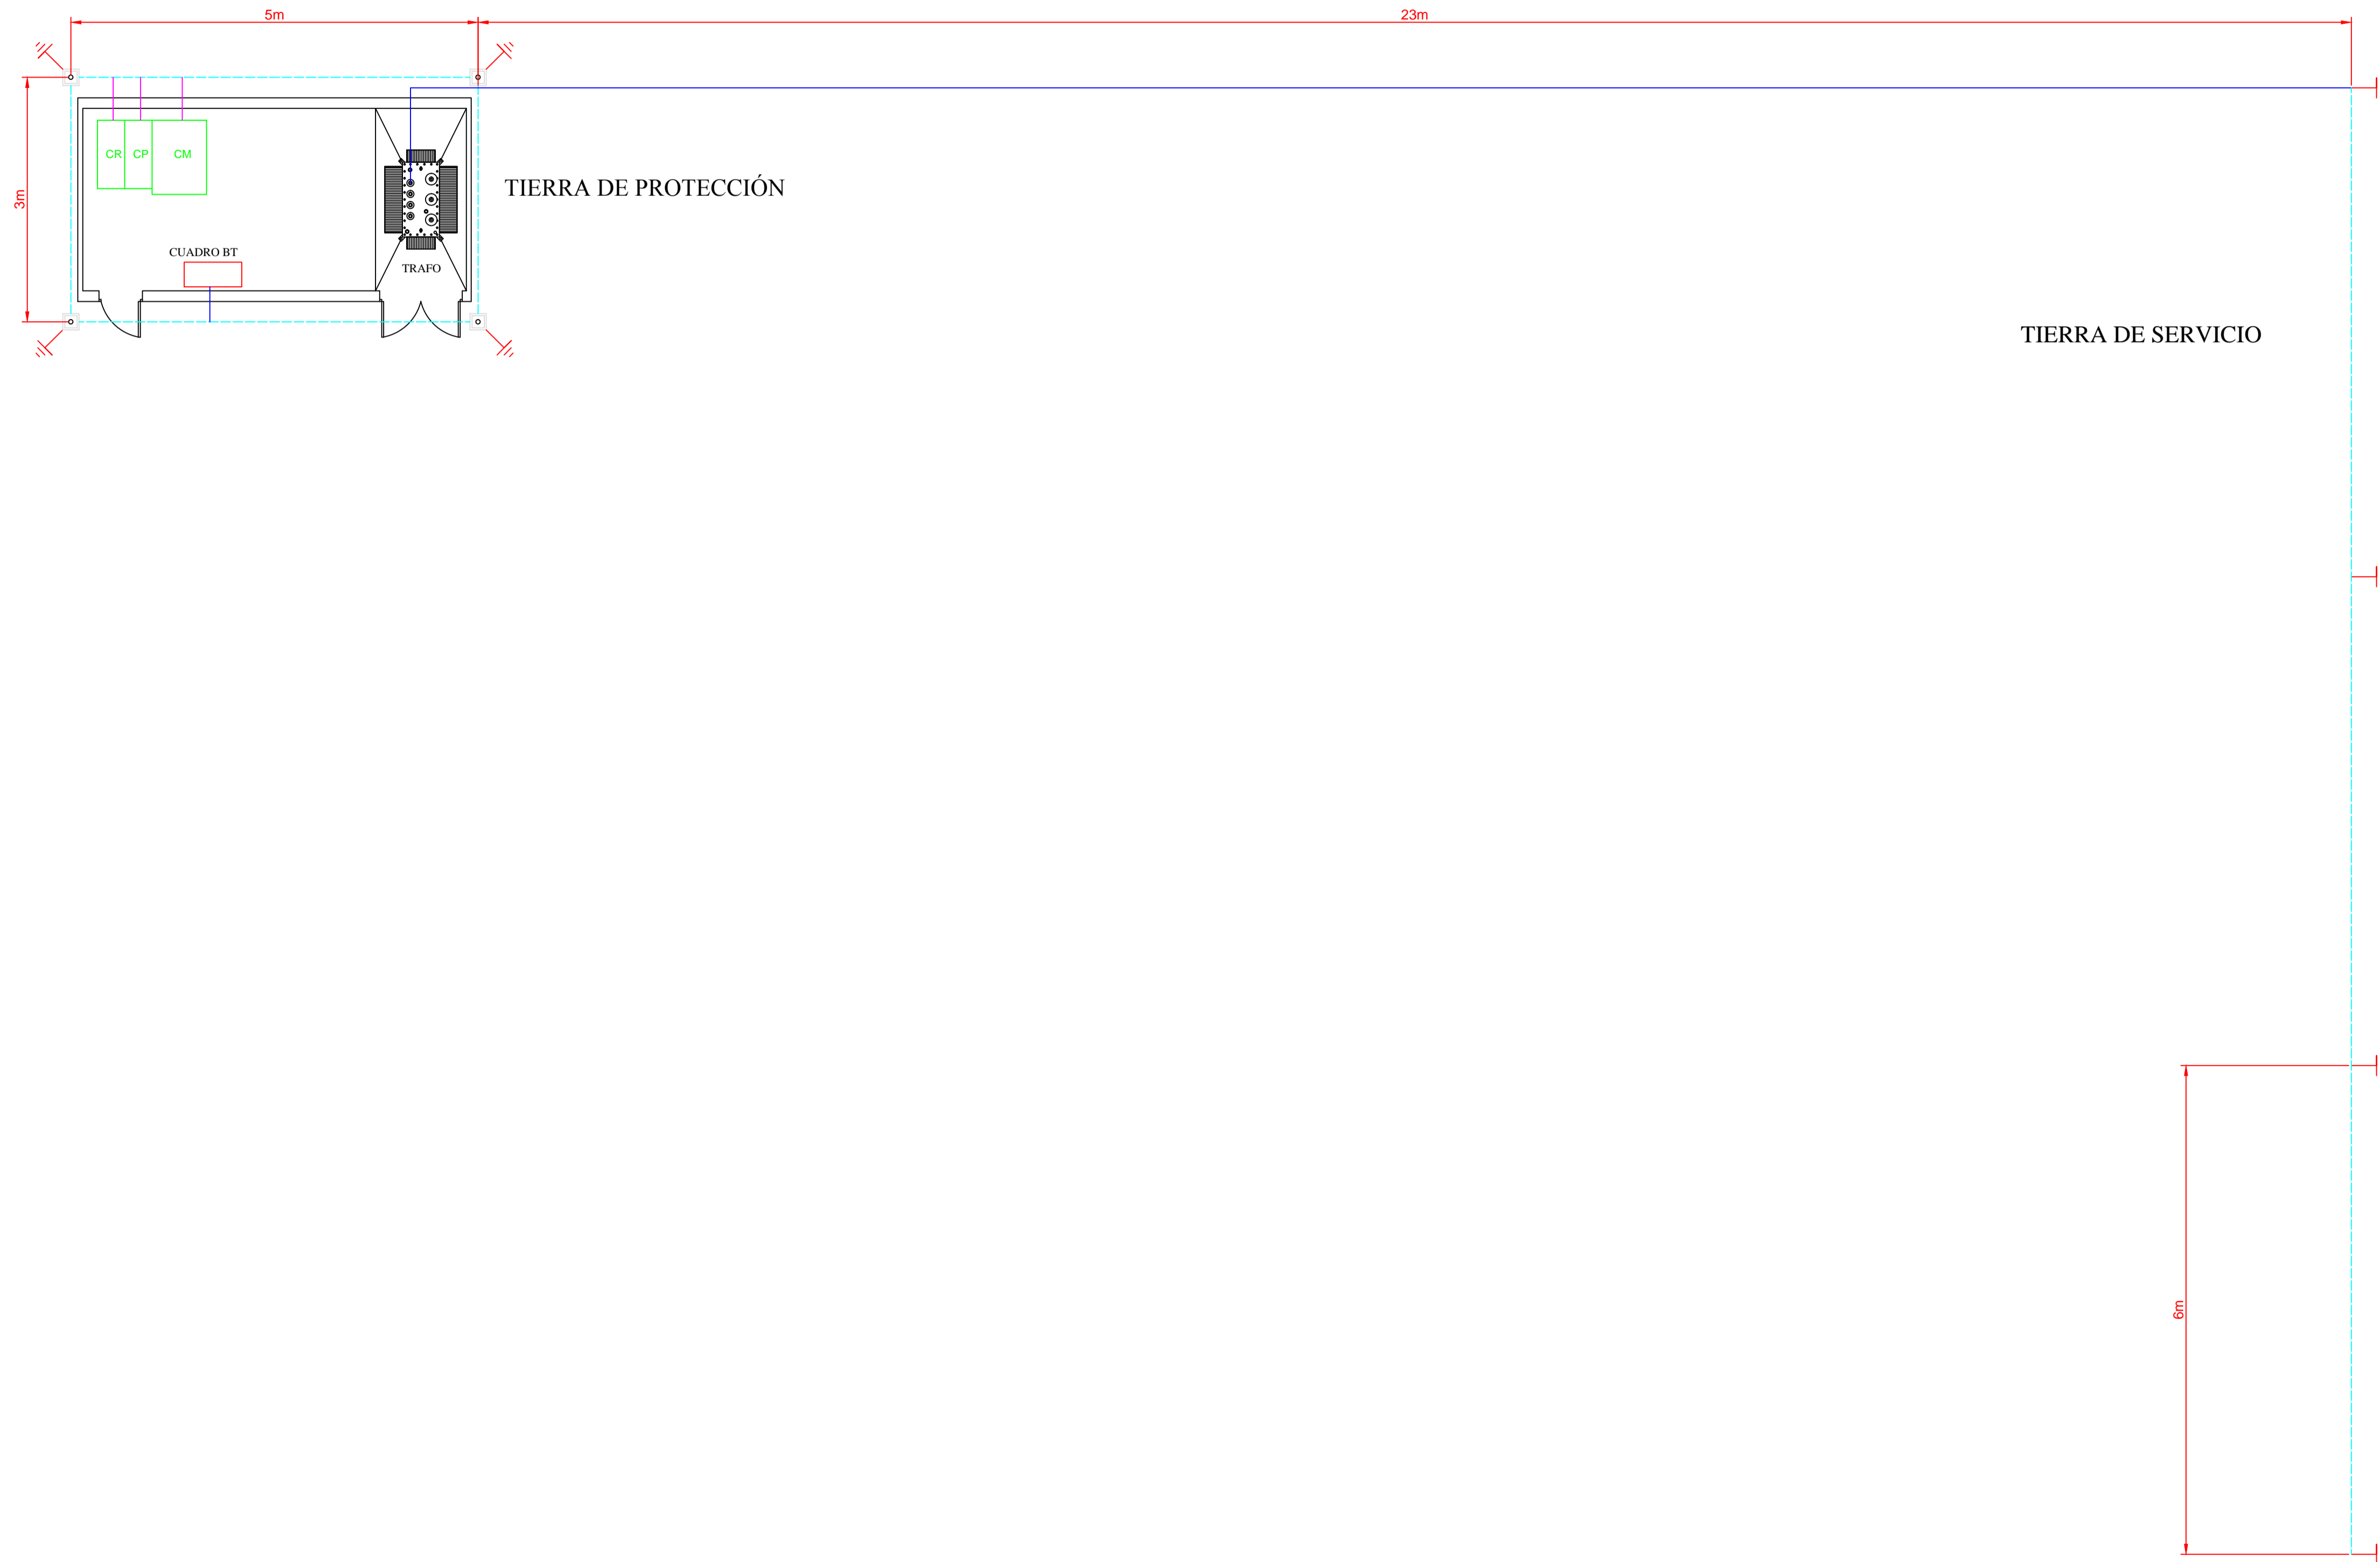 5m
23m
CR CP CM
3m
TIERRA DE PROTECCIÓN
CUADRO BT
TRAFO
TIERRA DE SERVICIO
6m